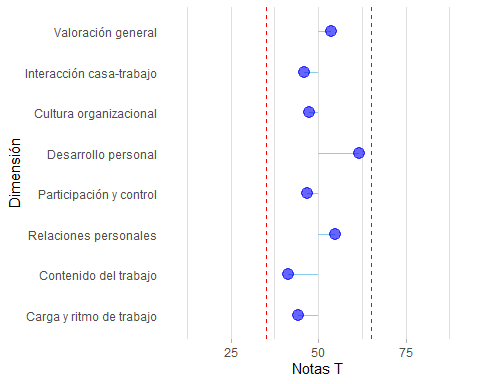 Valoración general
Interacción casa-trabajo
Cultura organizacional
Desarrollo personal
Participación y control
Relaciones personales
Contenido del trabajo
Carga y ritmo de trabajo
Dimensión
25 50 75
Notas T